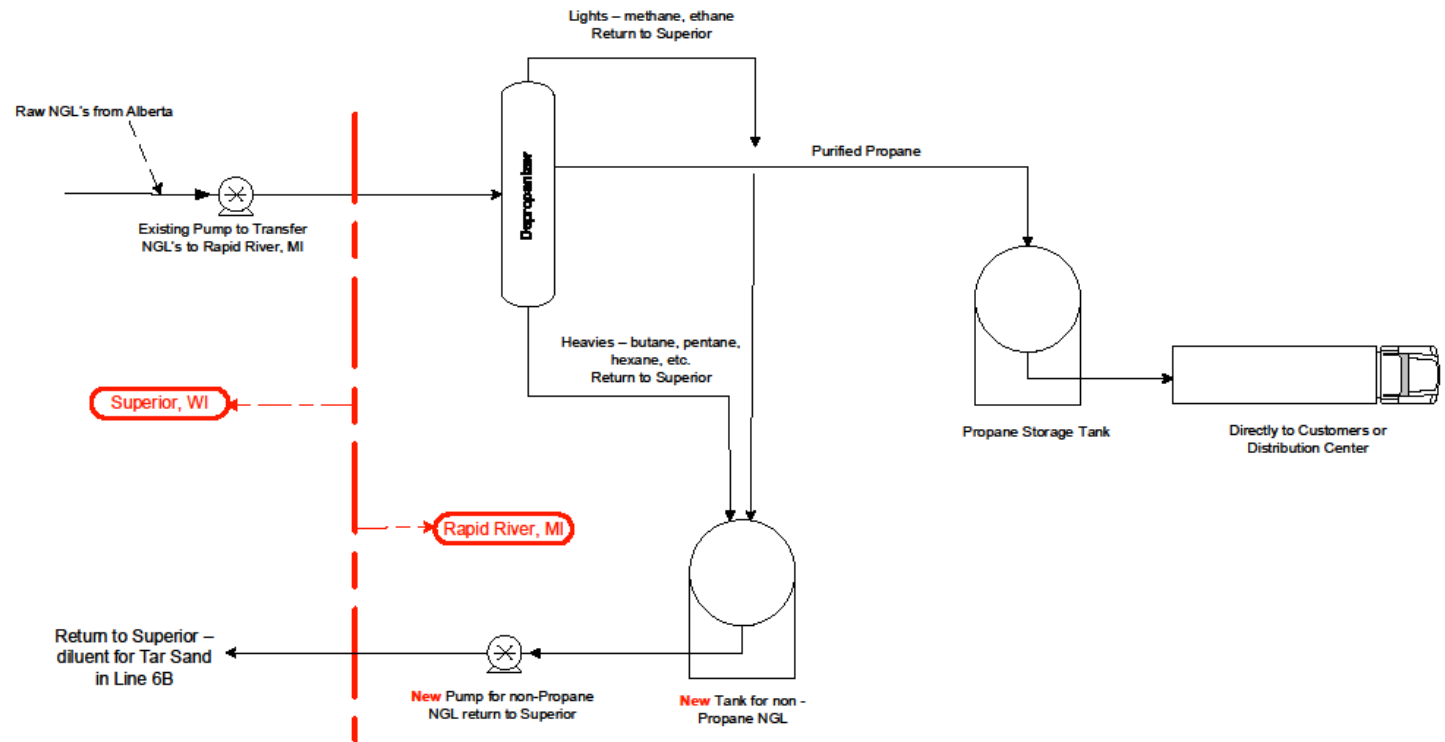 Lights – methane, ethane
Return to Superior
Raw NGL's from Alberta
Depropanizer
Purified Propane
Existing Pump to Transfer
NGL's to Rapid River, MI
Heavies – butane, pentane,
hexane, etc.
Return to Superior
Superior, WI
Propane Storage Tank
Directly to Customers or
Distribution Center
Rapid River, MI
Return to Superior –
diluent for Tar Sand
in Line 6B
New Pump for non-Propane
NGL return to Superior
New Tank for non -
Propane NGL